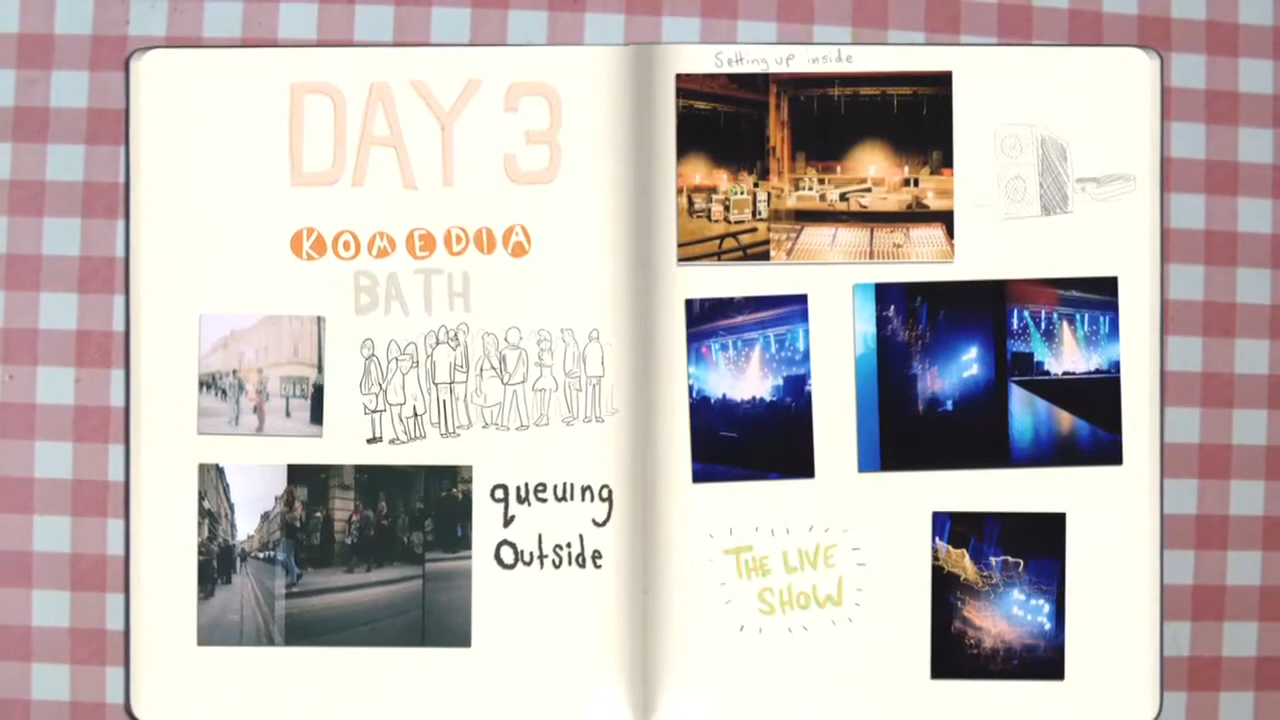 DAY 3
KOMEDIA
BATH
queuing
Outside
Setting up inside
THE LIVE
SHOW